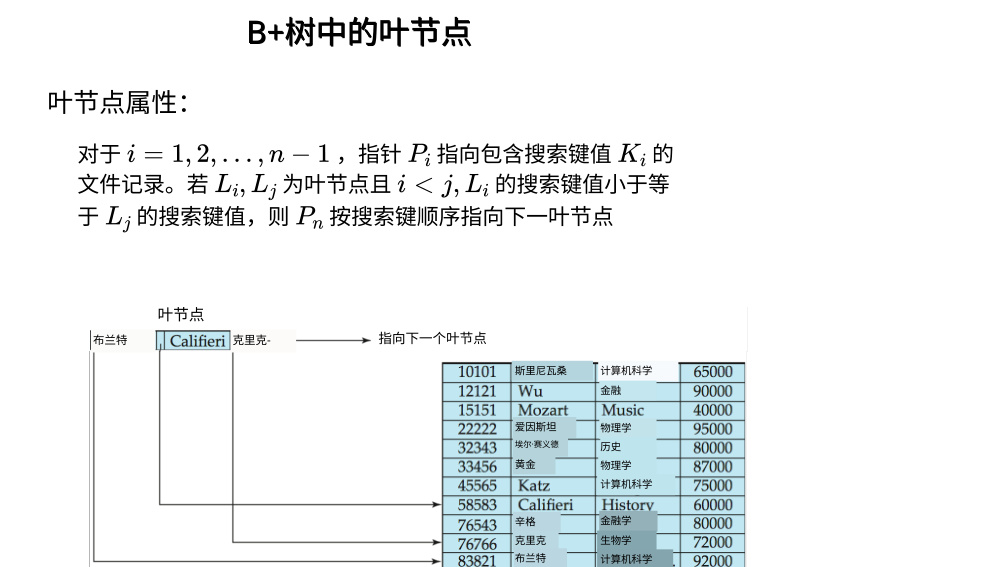 B+树中的叶节点
叶节点属性：
对于 i = 1, 2, . . . , n − 1 ，指针 Pi 指向包含搜索键值 Ki 的
文件记录。若 Li, Lj 为叶节点且 i < j, Li 的搜索键值小于等
于 Lj 的搜索键值，则 Pn 按搜索键顺序指向下一叶节点
叶节点
布兰特 Califieri 克里克- 指向下一个叶节点
10101 斯里尼瓦桑 计算机科学 65000
12121 Wu 金融 90000
15151 Mozart Music 40000
22222 爱因斯坦 物理学 95000
32343 埃尔·赛义德 历史 80000
33456 黄金 物理学 87000
45565 Katz 计算机科学 75000
58583 Califieri History 60000
76543 辛格 金融学 80000
76766 克里克 生物学 72000
83821 布兰特 计算机科学 92000